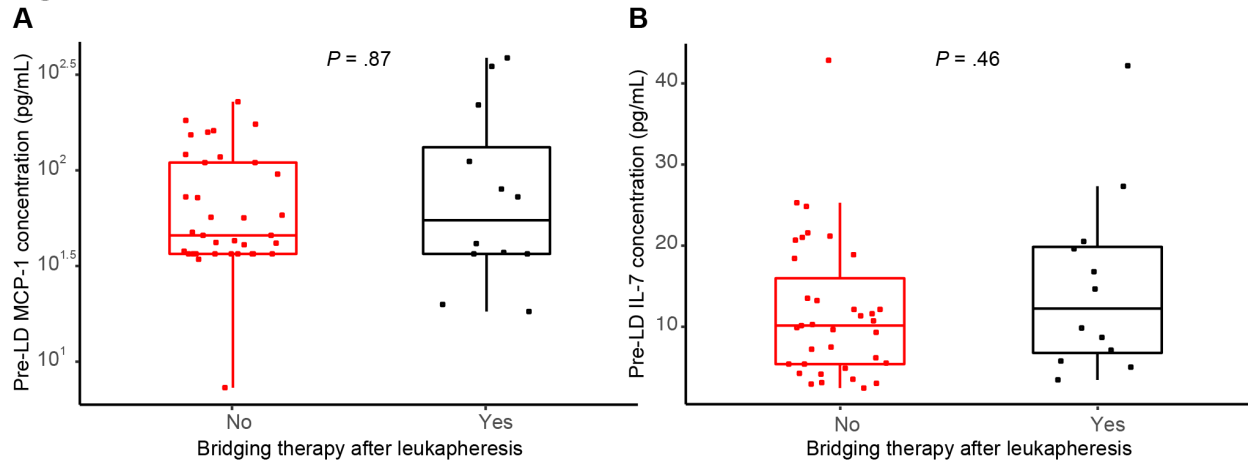 A
Pre-LD MCP-1 concentration (pg/mL)
10^2.5
10^2
10^1.5
10^1
P = .87
No
Yes
Bridging therapy after leukapheresis
B
Pre-LD IL-7 concentration (pg/mL)
40
30
20
10
P = .46
No
Yes
Bridging therapy after leukapheresis